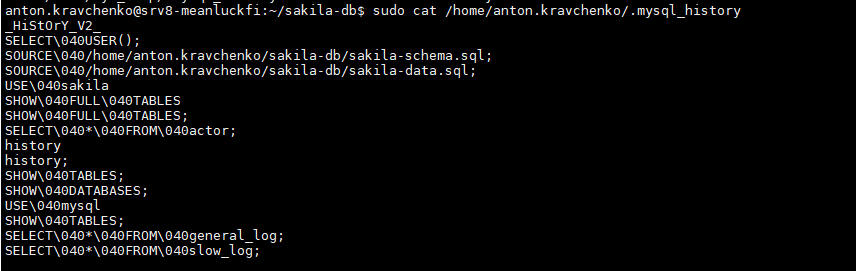 anton.kravchenko@srv8-meanluckfi:~/sakila-db$ sudo cat /home/anton.kravchenko/.mysql_history
_HiStOrY_V2_
SELECT\040USER();
SOURCE\040/home/anton.kravchenko/sakila-db/sakila-schema.sql;
SOURCE\040/home/anton.kravchenko/sakila-db/sakila-data.sql;
USE\040sakila
SHOW\040FULL\040TABLES
SHOW\040FULL\040TABLES;
SELECT\040*\040FROM\040actor;
history
history;
SHOW\040TABLES;
SHOW\040DATABASES;
USE\040mysql
SHOW\040TABLES;
SELECT\040*\040FROM\040general_log;
SELECT\040*\040FROM\040slow_log;